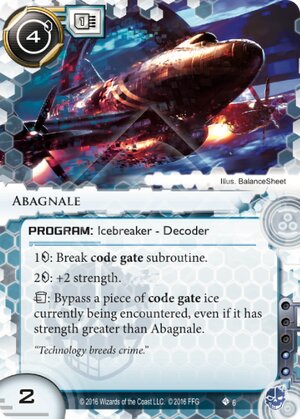 4
1
Illus. BalanceSheet
ABAGNALE
PROGRAM: Icebreaker - Decoder
1: Break code gate subroutine.
2: +2 strength.
: Bypass a piece of code gate ice
currently being encountered, even if it has
strength greater than Abagnale.
“Technology breeds crime.”
2
© 2016 Wizards of the Coast LLC. © 2016 FFG
6